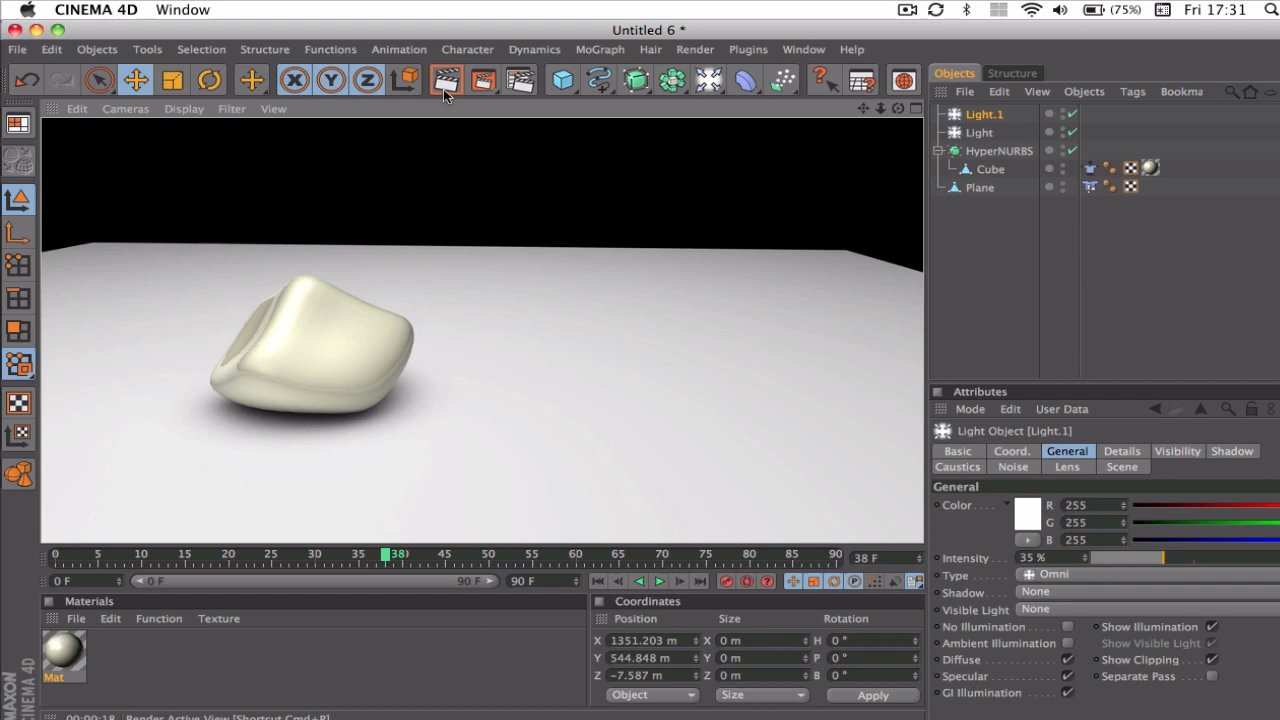 CINEMA 4D Window (75%) Fri 17:31
Untitled 6 *
File Edit Objects Tools Selection Structure Functions Animation Character Dynamics MoGraph Hair Render Plugins Window Help
X Y Z
Objects Structure
File Edit View Objects Tags Bookma
Edit Cameras Display Filter View
Light.1
Light
HyperNURBS
Cube
Plane
Attributes
Mode Edit User Data
Light Object [Light.1]
Basic Coord. General Details Visibility Shadow
Caustics Noise Lens Scene
General
Color . . . . R 255
G 255
B 255
Intensity . . . 35 %
Type . . . . . Omni
Shadow . . . . None
Visible Light . None
No Illumination . Show Illumination
Ambient Illumination Show Visible Light
Diffuse . . . . . . Show Clipping . .
Specular . . . . . Separate Pass . .
GI Illumination . .
0 5 10 15 20 25 30 35 38) 45 50 55 60 65 70 75 80 85 90 38 F
0 F 0 F 90 F 90 F
Materials
File Edit Function Texture
Mat
Coordinates
Position Size Rotation
X 1351.203 m X 0 m H 0 °
Y 544.848 m Y 0 m P 0 °
Z -7.587 m Z 0 m B 0 °
Object Size Apply
MAXON
CINEMA 4D
00:00:18 Render Active View [Shortcut Cmd+R]